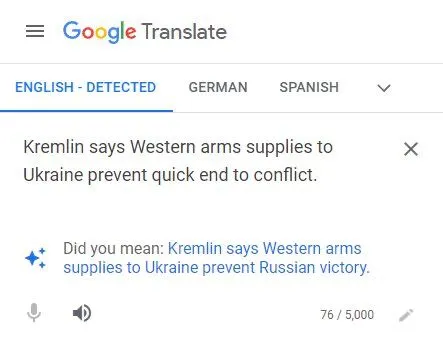 Google Translate
ENGLISH - DETECTED GERMAN SPANISH
Kremlin says Western arms supplies to
Ukraine prevent quick end to conflict.
Did you mean: Kremlin says Western arms
supplies to Ukraine prevent Russian victory.
76 / 5,000